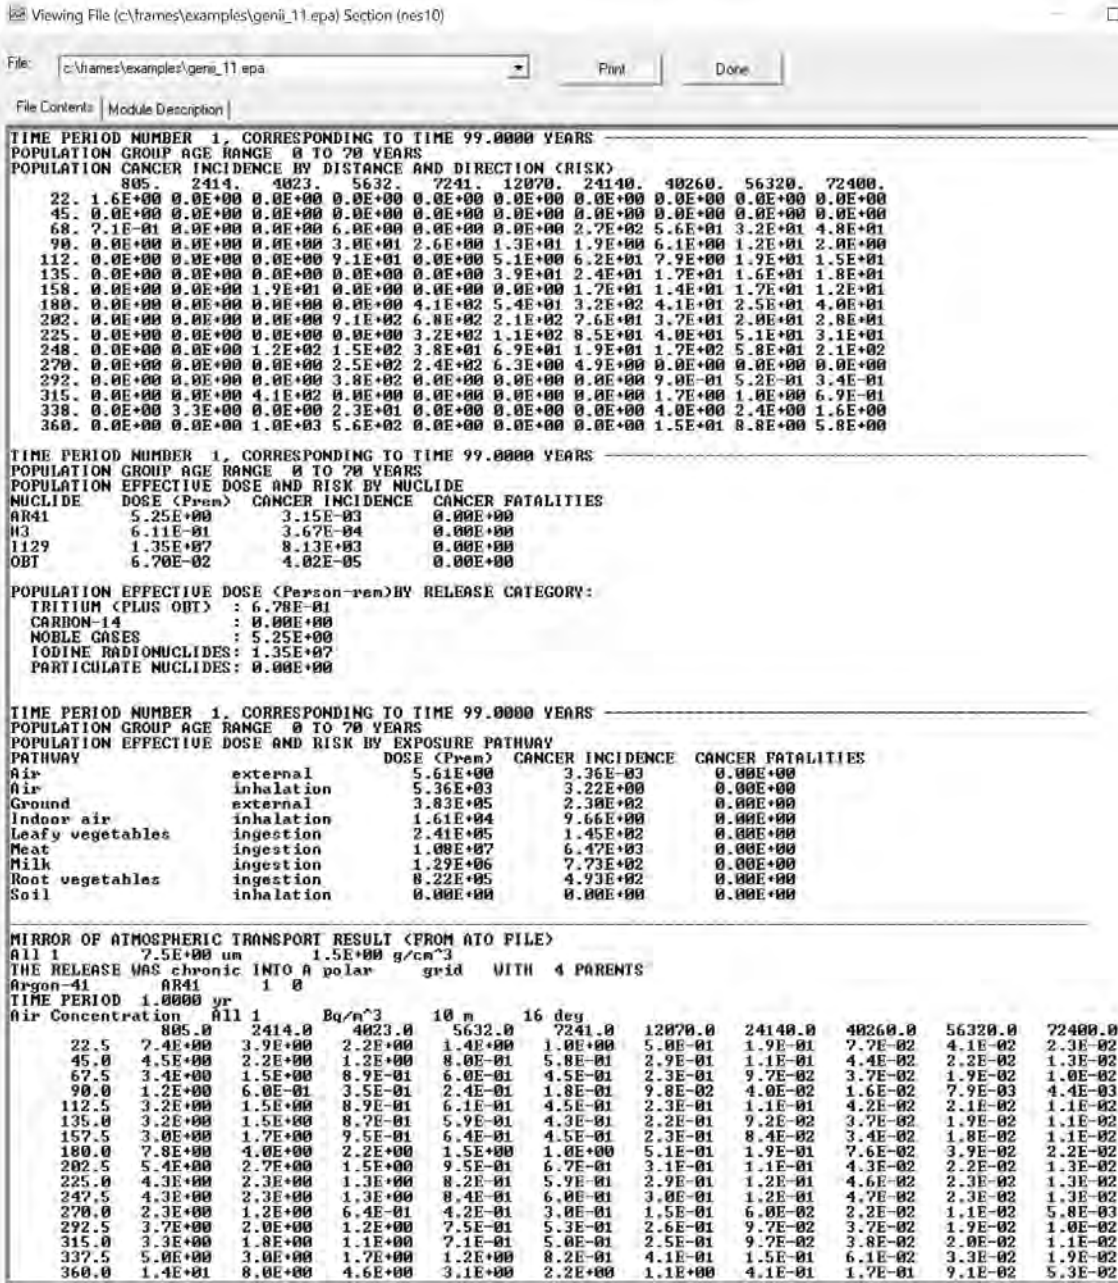 Viewing File (c:\frames\examples\genii_11.epa) Section (nes10)
File: c:\frames\examples\genii_11.epa Print Done
File Contents Module Description
TIME PERIOD NUMBER 1, CORRESPONDING TO TIME 99.0000 YEARS
POPULATION GROUP AGE RANGE 0 TO 70 YEARS
POPULATION CANCER INCIDENCE BY DISTANCE AND DIRECTION (RISK)
805. 2414. 4023. 5632. 7241. 12070. 24140. 40260. 56320. 72400.
22. 1.6E+00 0.0E+00 0.0E+00 0.0E+00 0.0E+00 0.0E+00 0.0E+00 0.0E+00 0.0E+00 0.0E+00
45. 0.0E+00 0.0E+00 0.0E+00 0.0E+00 0.0E+00 0.0E+00 0.0E+00 0.0E+00 0.0E+00 0.0E+00
68. 7.1E-01 0.0E+00 0.0E+00 6.0E+00 0.0E+00 0.0E+00 2.7E+02 5.6E+01 3.2E+01 4.8E+01
90. 0.0E+00 0.0E+00 0.0E+00 3.0E+01 2.6E+00 1.3E+01 1.9E+00 6.1E+00 1.2E+01 2.0E+00
112. 0.0E+00 0.0E+00 0.0E+00 9.1E+01 0.0E+00 5.1E+00 6.2E+01 7.9E+00 1.9E+01 1.5E+01
135. 0.0E+00 0.0E+00 0.0E+00 0.0E+00 0.0E+00 3.9E+01 2.4E+01 1.7E+01 1.6E+01 1.8E+01
158. 0.0E+00 0.0E+00 1.9E+01 0.0E+00 0.0E+00 0.0E+00 1.7E+01 1.4E+01 1.7E+01 1.2E+01
180. 0.0E+00 0.0E+00 0.0E+00 0.0E+00 4.1E+02 5.4E+01 3.2E+02 4.1E+01 2.5E+01 4.0E+01
202. 0.0E+00 0.0E+00 0.0E+00 9.1E+02 6.8E+02 2.1E+02 7.6E+01 3.7E+01 2.0E+01 2.8E+01
225. 0.0E+00 0.0E+00 0.0E+00 0.0E+00 3.2E+02 1.1E+02 8.5E+01 4.0E+01 5.1E+01 3.1E+01
248. 0.0E+00 0.0E+00 1.2E+02 1.5E+02 3.8E+01 6.9E+01 1.9E+01 1.7E+02 5.8E+01 2.1E+02
270. 0.0E+00 0.0E+00 0.0E+00 2.5E+02 2.4E+02 6.3E+00 4.9E+00 0.0E+00 0.0E+00 0.0E+00
292. 0.0E+00 0.0E+00 0.0E+00 3.8E+02 0.0E+00 0.0E+00 0.0E+00 9.0E-01 5.2E-01 3.4E-01
315. 0.0E+00 0.0E+00 4.1E+02 0.0E+00 0.0E+00 0.0E+00 0.0E+00 1.7E+00 1.0E+00 6.9E-01
338. 0.0E+00 3.3E+00 0.0E+00 2.3E+01 0.0E+00 0.0E+00 0.0E+00 4.0E+00 2.4E+00 1.6E+00
360. 0.0E+00 0.0E+00 1.0E+03 5.6E+02 0.0E+00 0.0E+00 0.0E+00 1.5E+01 8.8E+00 5.8E+00
TIME PERIOD NUMBER 1, CORRESPONDING TO TIME 99.0000 YEARS
POPULATION GROUP AGE RANGE 0 TO 70 YEARS
POPULATION EFFECTIVE DOSE AND RISK BY NUCLIDE
NUCLIDE DOSE (Prem) CANCER INCIDENCE CANCER FATALITIES
AR41 5.25E+00 3.15E-03 0.00E+00
H3 6.11E-01 3.67E-04 0.00E+00
I129 1.35E+07 8.13E+03 0.00E+00
OBT 6.70E-02 4.02E-05 0.00E+00
POPULATION EFFECTIVE DOSE (Person-rem)BY RELEASE CATEGORY:
TRITIUM (PLUS OBT) : 6.78E-01
CARBON-14 : 0.00E+00
NOBLE GASES : 5.25E+00
IODINE RADIONUCLIDES: 1.35E+07
PARTICULATE NUCLIDES: 0.00E+00
TIME PERIOD NUMBER 1, CORRESPONDING TO TIME 99.0000 YEARS
POPULATION GROUP AGE RANGE 0 TO 70 YEARS
POPULATION EFFECTIVE DOSE AND RISK BY EXPOSURE PATHWAY
PATHWAY DOSE (Prem) CANCER INCIDENCE CANCER FATALITIES
Air external 5.61E+00 3.36E-03 0.00E+00
Air inhalation 5.36E+03 3.22E+00 0.00E+00
Ground external 3.83E+05 2.30E+02 0.00E+00
Indoor air inhalation 1.61E+04 9.66E+00 0.00E+00
Leafy vegetables ingestion 2.41E+05 1.45E+02 0.00E+00
Meat ingestion 1.08E+07 6.47E+03 0.00E+00
Milk ingestion 1.29E+06 7.73E+02 0.00E+00
Root vegetables ingestion 8.22E+05 4.93E+02 0.00E+00
Soil inhalation 0.00E+00 0.00E+00 0.00E+00
MIRROR OF ATMOSPHERIC TRANSPORT RESULT (FROM ATO FILE)
All 1 7.5E+00 um 1.5E+00 g/cm^3
THE RELEASE WAS chronic INTO A polar grid WITH 4 PARENTS
Argon-41 AR41 1 0
TIME PERIOD 1.0000 yr
Air Concentration All 1 Bq/m^3 10 m 16 deg
805.0 2414.0 4023.0 5632.0 7241.0 12070.0 24140.0 40260.0 56320.0 72400.0
22.5 7.4E+00 3.9E+00 2.2E+00 1.4E+00 1.0E+00 5.0E-01 1.9E-01 7.7E-02 4.1E-02 2.3E-02
45.0 4.5E+00 2.2E+00 1.2E+00 8.0E-01 5.8E-01 2.9E-01 1.1E-01 4.4E-02 2.2E-02 1.3E-02
67.5 3.4E+00 1.5E+00 8.9E-01 6.0E-01 4.5E-01 2.3E-01 9.7E-02 3.7E-02 1.9E-02 1.0E-02
90.0 1.2E+00 6.0E-01 3.5E-01 2.4E-01 1.8E-01 9.8E-02 4.0E-02 1.6E-02 7.9E-03 4.4E-03
112.5 3.2E+00 1.5E+00 8.9E-01 6.1E-01 4.5E-01 2.3E-01 1.1E-01 4.2E-02 2.1E-02 1.1E-02
135.0 3.2E+00 1.5E+00 8.7E-01 5.9E-01 4.3E-01 2.2E-01 9.2E-02 3.7E-02 1.9E-02 1.1E-02
157.5 3.0E+00 1.7E+00 9.5E-01 6.4E-01 4.5E-01 2.3E-01 8.4E-02 3.4E-02 1.8E-02 1.1E-02
180.0 7.8E+00 4.0E+00 2.2E+00 1.5E+00 1.0E+00 5.1E-01 1.9E-01 7.6E-02 3.9E-02 2.2E-02
202.5 5.4E+00 2.7E+00 1.5E+00 9.5E-01 6.7E-01 3.1E-01 1.1E-01 4.3E-02 2.2E-02 1.3E-02
225.0 4.3E+00 2.3E+00 1.3E+00 8.2E-01 5.9E-01 2.9E-01 1.2E-01 4.6E-02 2.3E-02 1.3E-02
247.5 4.3E+00 2.3E+00 1.3E+00 8.4E-01 6.0E-01 3.0E-01 1.2E-01 4.7E-02 2.3E-02 1.3E-02
270.0 2.3E+00 1.2E+00 6.4E-01 4.2E-01 3.0E-01 1.5E-01 6.0E-02 2.2E-02 1.1E-02 5.8E-03
292.5 3.7E+00 2.0E+00 1.2E+00 7.5E-01 5.3E-01 2.6E-01 9.7E-02 3.7E-02 1.9E-02 1.0E-02
315.0 3.3E+00 1.8E+00 1.1E+00 7.1E-01 5.0E-01 2.5E-01 9.7E-02 3.8E-02 2.0E-02 1.1E-02
337.5 5.0E+00 3.0E+00 1.7E+00 1.2E+00 8.2E-01 4.1E-01 1.5E-01 6.1E-02 3.3E-02 1.9E-02
360.0 1.4E+01 8.0E+00 4.6E+00 3.1E+00 2.2E+00 1.1E+00 4.1E-01 1.7E-01 9.1E-02 5.3E-02